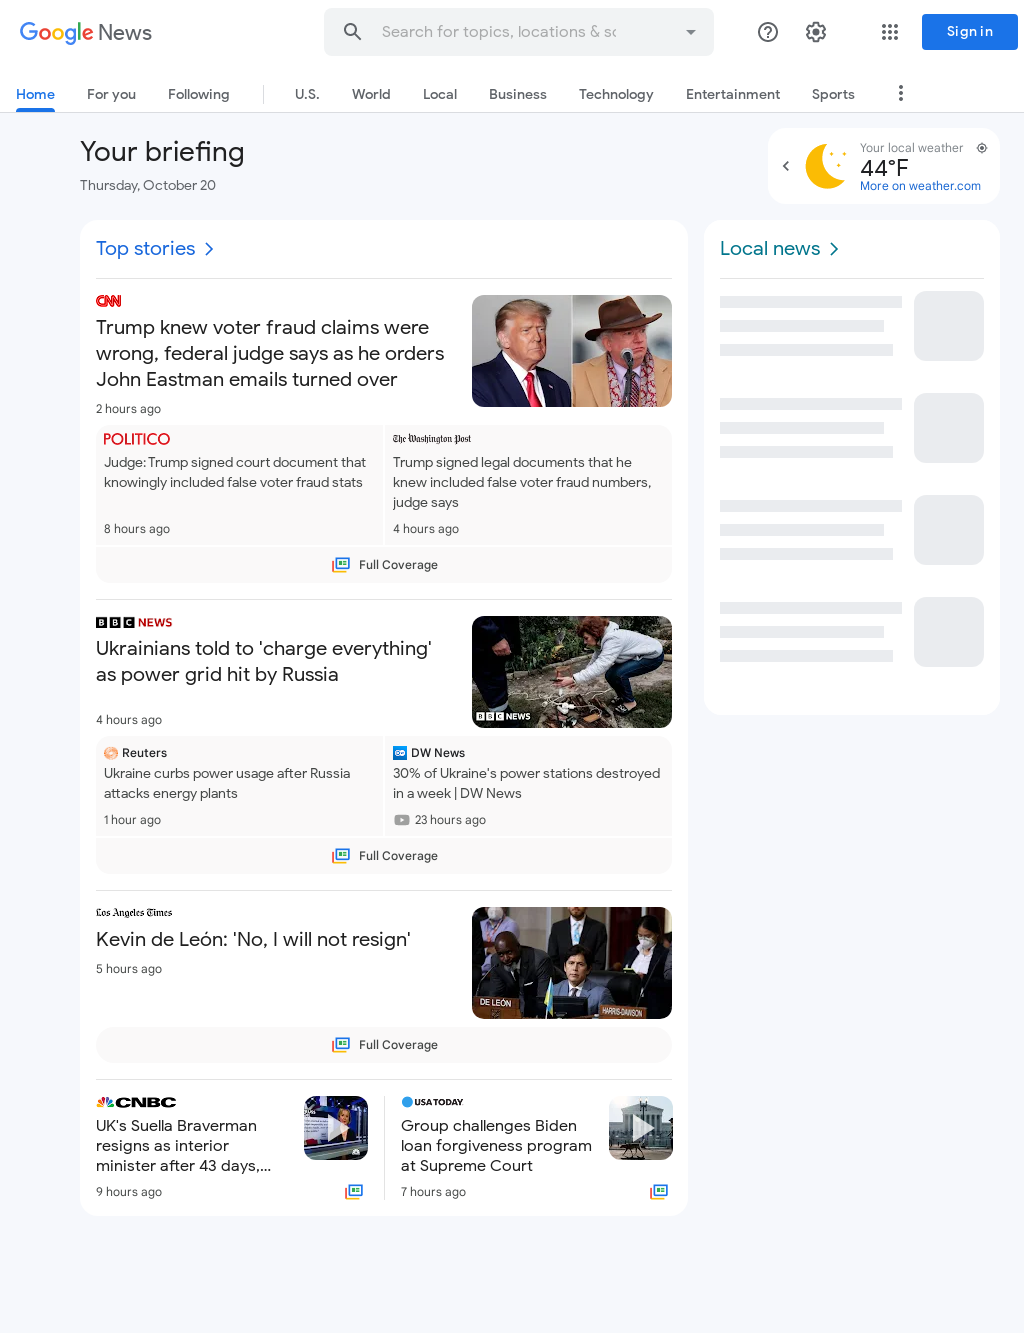 Google News
Search for topics, locations & so
Sign in
Home
For you
Following
U.S.
World
Local
Business
Technology
Entertainment
Sports
Your briefing
Thursday, October 20
Your local weather
44°F
More on weather.com
Top stories
Local news
CNN
Trump knew voter fraud claims were
wrong, federal judge says as he orders
John Eastman emails turned over
2 hours ago
POLITICO
Judge: Trump signed court document that
knowingly included false voter fraud stats
8 hours ago
The Washington Post
Trump signed legal documents that he
knew included false voter fraud numbers,
judge says
4 hours ago
Full Coverage
BBC NEWS
Ukrainians told to 'charge everything'
as power grid hit by Russia
4 hours ago
BBC NEWS
Reuters
Ukraine curbs power usage after Russia
attacks energy plants
1 hour ago
DW News
30% of Ukraine's power stations destroyed
in a week | DW News
23 hours ago
Full Coverage
Los Angeles Times
Kevin de León: 'No, I will not resign'
5 hours ago
DE LEÓN
HARRIS-DAWSON
Full Coverage
CNBC
UK's Suella Braverman
resigns as interior
minister after 43 days,...
9 hours ago
USA TODAY
Group challenges Biden
loan forgiveness program
at Supreme Court
7 hours ago